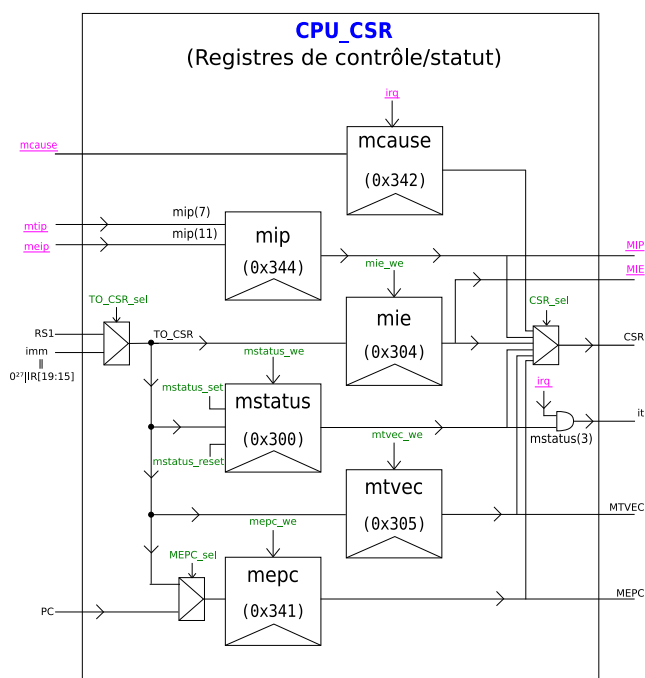 CPU_CSR
(Registres de contrôle/statut)
irq
mcause
mcause
(0x342)
mip(7)
mtip
mip(11)
meip
mip
(0x344)
MIP
mie_we
MIE
TO_CSR_sel
CSR_sel
mie
(0x304)
RS1
TO_CSR
CSR
imm
=
0²⁷|IR[19:15]
mstatus_we
mstatus_set
mstatus
(0x300)
mstatus_reset
irq
it
mstatus(3)
mtvec_we
mtvec
(0x305)
MTVEC
mepc_we
MEPC_sel
mepc
(0x341)
MEPC
PC